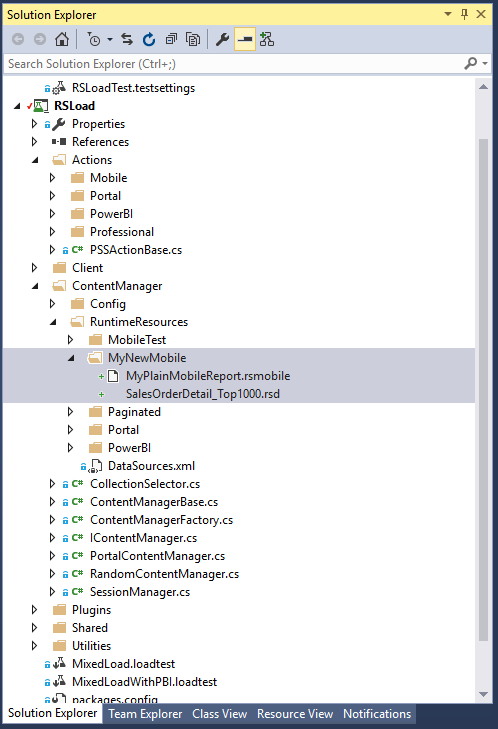 Solution Explorer
Search Solution Explorer (Ctrl+;)
RSLoadTest.testsettings
RSLoad
Properties
References
Actions
Mobile
Portal
PowerBI
Professional
C# PSSActionBase.cs
Client
ContentManager
Config
RuntimeResources
MobileTest
MyNewMobile
MyPlainMobileReport.rsmobile
SalesOrderDetail_Top1000.rsd
Paginated
Portal
PowerBI
DataSources.xml
C# CollectionSelector.cs
C# ContentManagerBase.cs
C# ContentManagerFactory.cs
C# IContentManager.cs
C# PortalContentManager.cs
C# RandomContentManager.cs
C# SessionManager.cs
Plugins
Shared
Utilities
MixedLoad.loadtest
MixedLoadWithPBI.loadtest
packages.config
Solution Explorer Team Explorer Class View Resource View Notifications